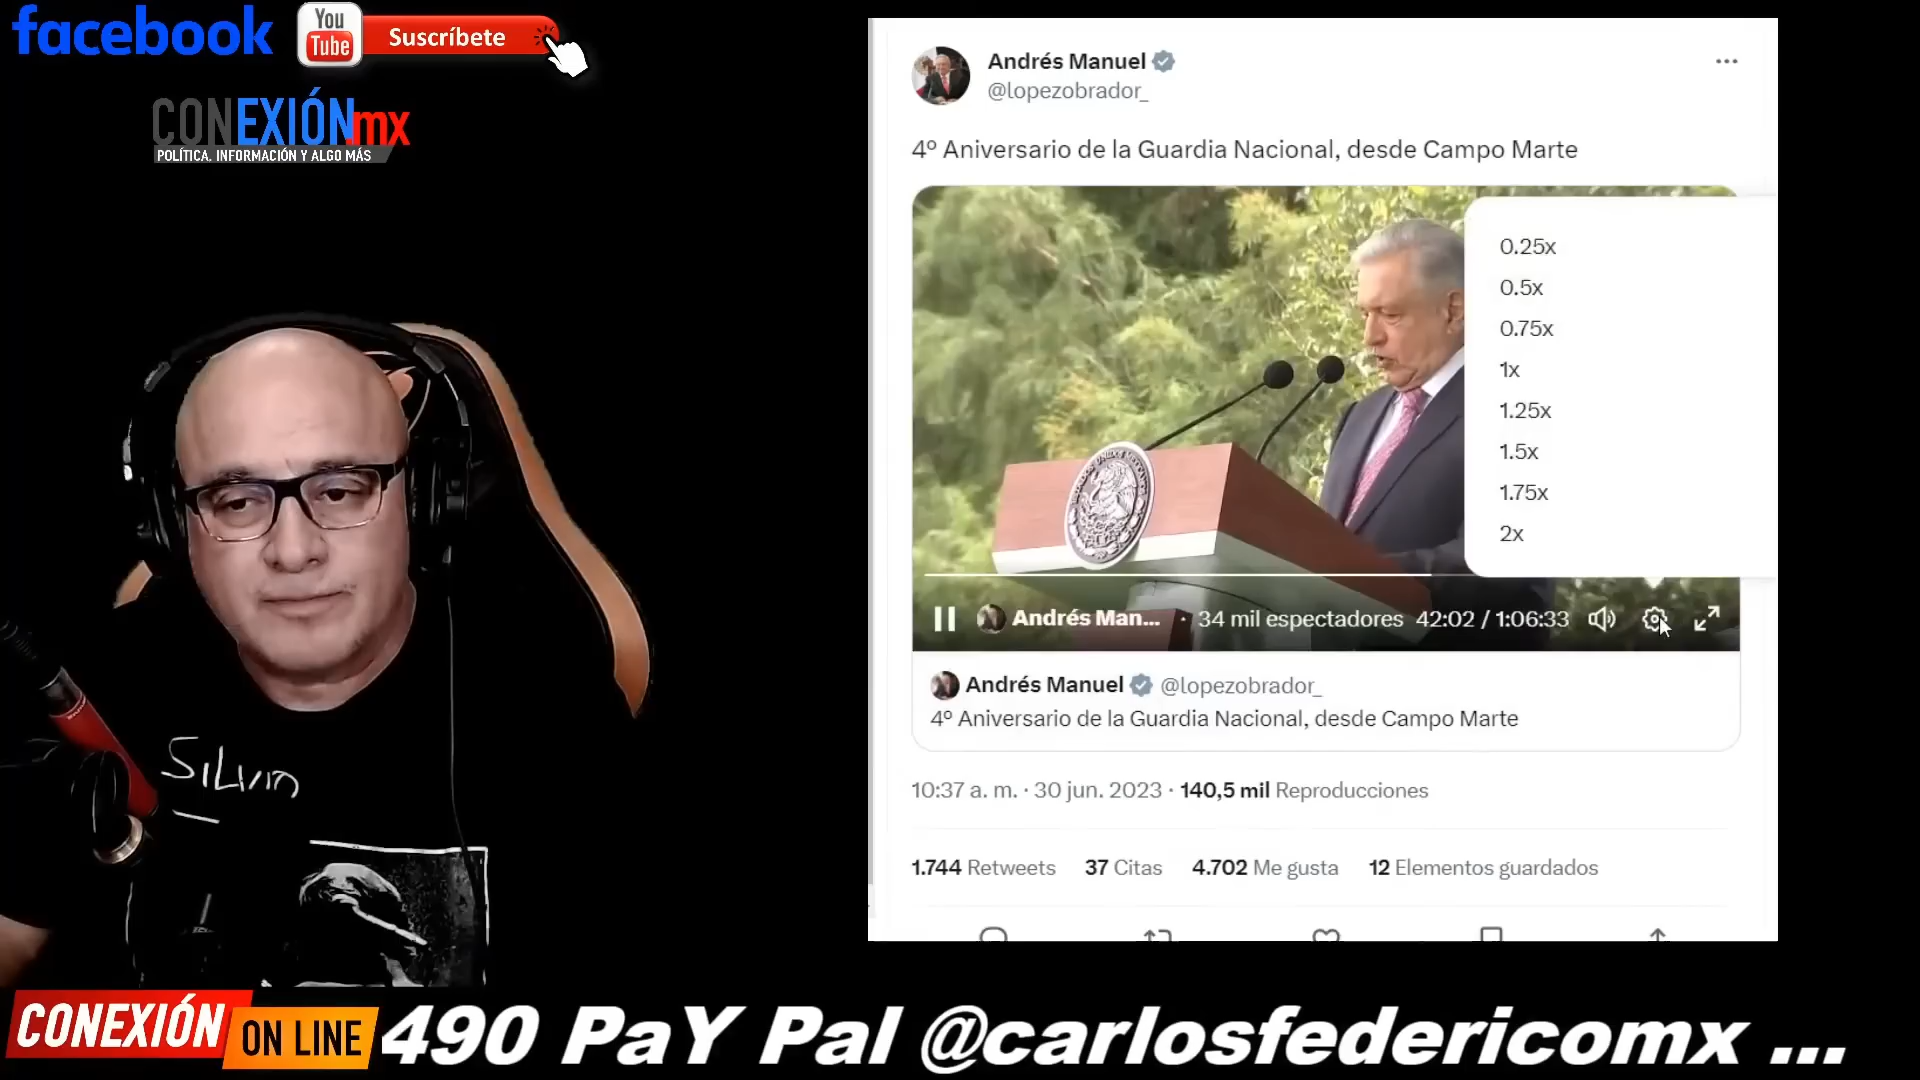 facebook
You
Tube
Suscríbete
CONEXIÓN.mx
POLÍTICA. INFORMACIÓN Y ALGO MÁS
Andrés Manuel
@lopezobrador_
4º Aniversario de la Guardia Nacional, desde Campo Marte
0.25x
0.5x
0.75x
1x
1.25x
1.5x
1.75x
2x
Andrés Man... · 34 mil espectadores 42:02 / 1:06:33
Andrés Manuel @lopezobrador_
4º Aniversario de la Guardia Nacional, desde Campo Marte
10:37 a. m. · 30 jun. 2023 · 140,5 mil Reproducciones
1.744 Retweets 37 Citas 4.702 Me gusta 12 Elementos guardados
CONEXIÓN
ON LINE
490 PaY Pal @carlosfedericomx ...